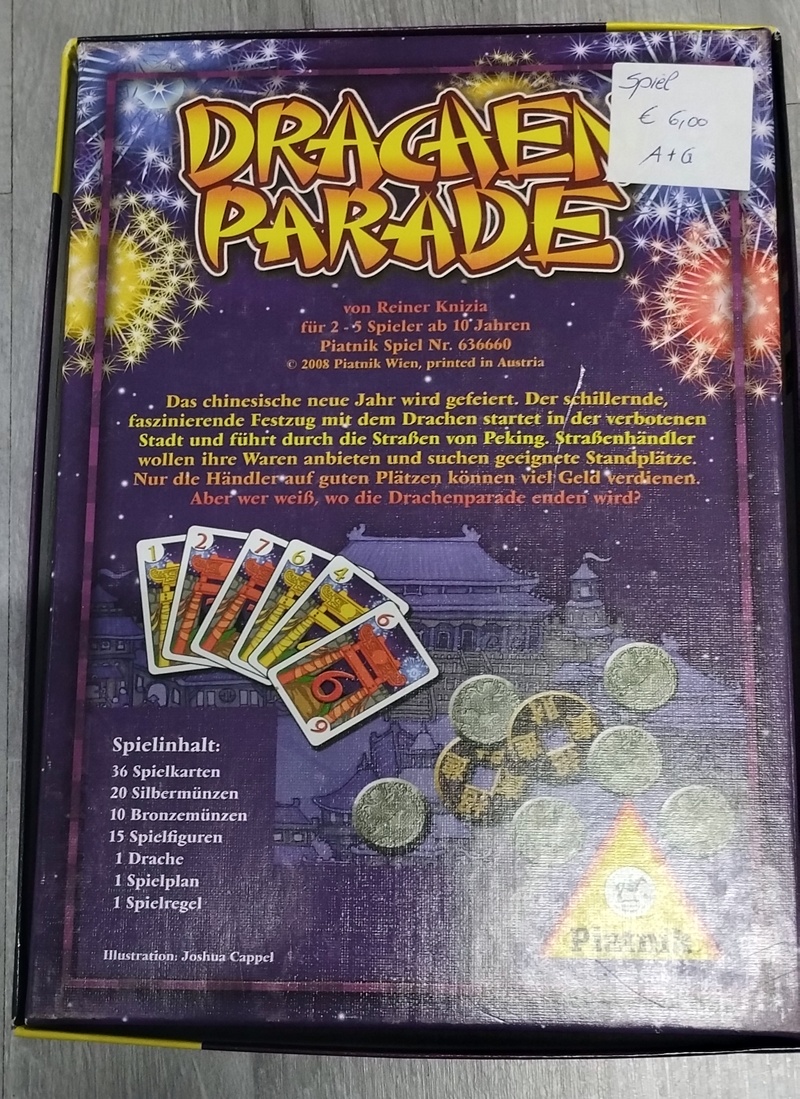 Spiel
€ 6,00
A+G
DRACHEN
PARADE
von Reiner Knizia
für 2 - 5 Spieler ab 10 Jahren
Piatnik Spiel Nr. 636660
© 2008 Piatnik Wien, printed in Austria
Das chinesische neue Jahr wird gefeiert. Der schillernde,
faszinierende Festzug mit dem Drachen startet in der verbotenen
Stadt und führt durch die Straßen von Peking. Straßenhändler
wollen ihre Waren anbieten und suchen geeignete Standplätze.
Nur die Händler auf guten Plätzen können viel Geld verdienen.
Aber wer weiß, wo die Drachenparade enden wird?
1
2
7
6
4
6
6
6
Spielinhalt:
36 Spielkarten
20 Silbermünzen
10 Bronzemünzen
15 Spielfiguren
1 Drache
1 Spielplan
1 Spielregel
Piatnik
Illustration: Joshua Cappel